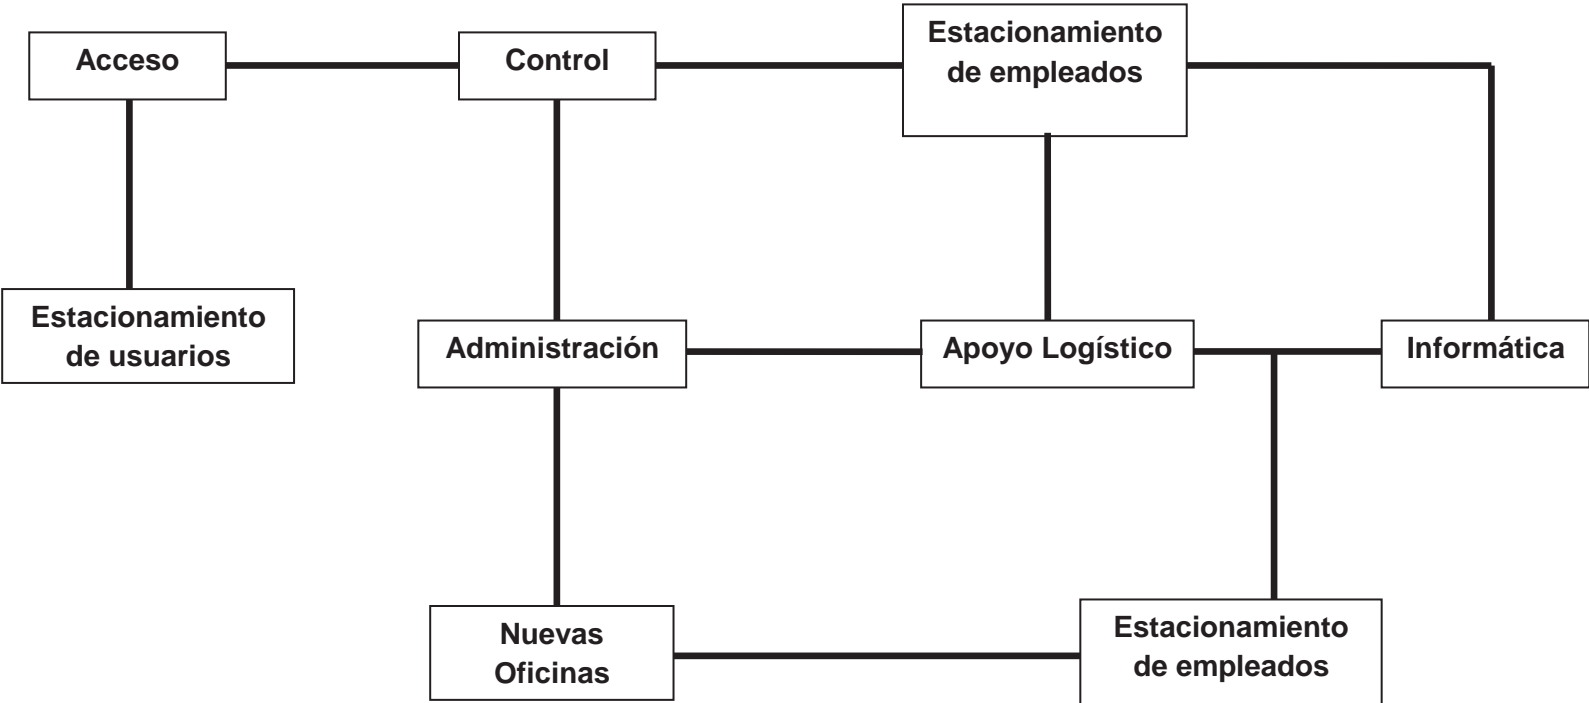 Acceso
Control
Estacionamiento
de empleados
Estacionamiento
de usuarios
Administración
Apoyo Logístico
Informática
Nuevas
Oficinas
Estacionamiento
de empleados